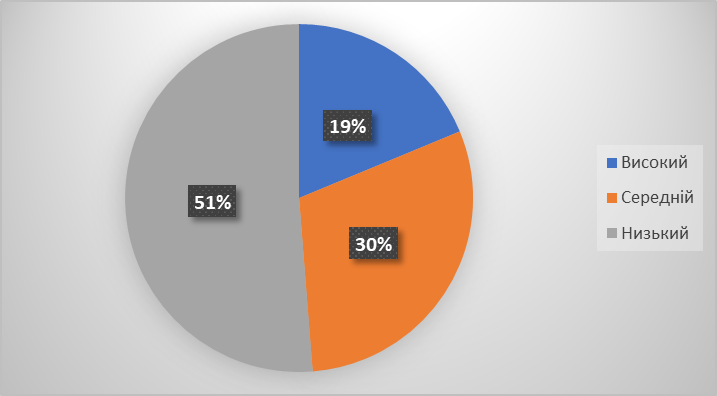 19%
30%
51%
Високий
Середній
Низький